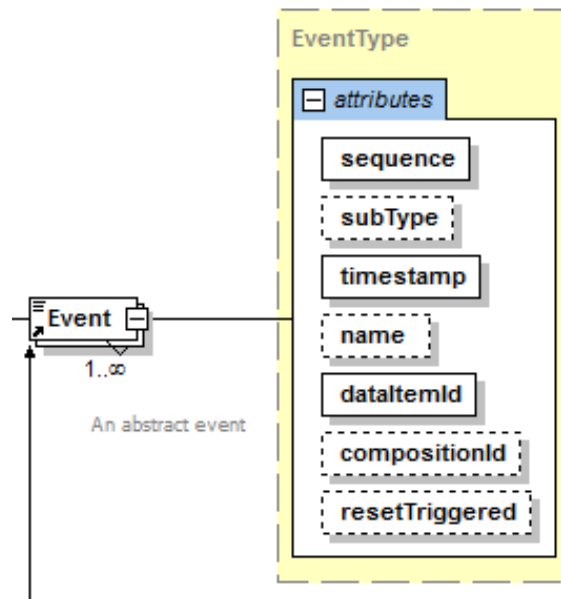 EventType
attributes
sequence
subType
timestamp
Event
name
1..∞
dataItemId
An abstract event
compositionId
resetTriggered